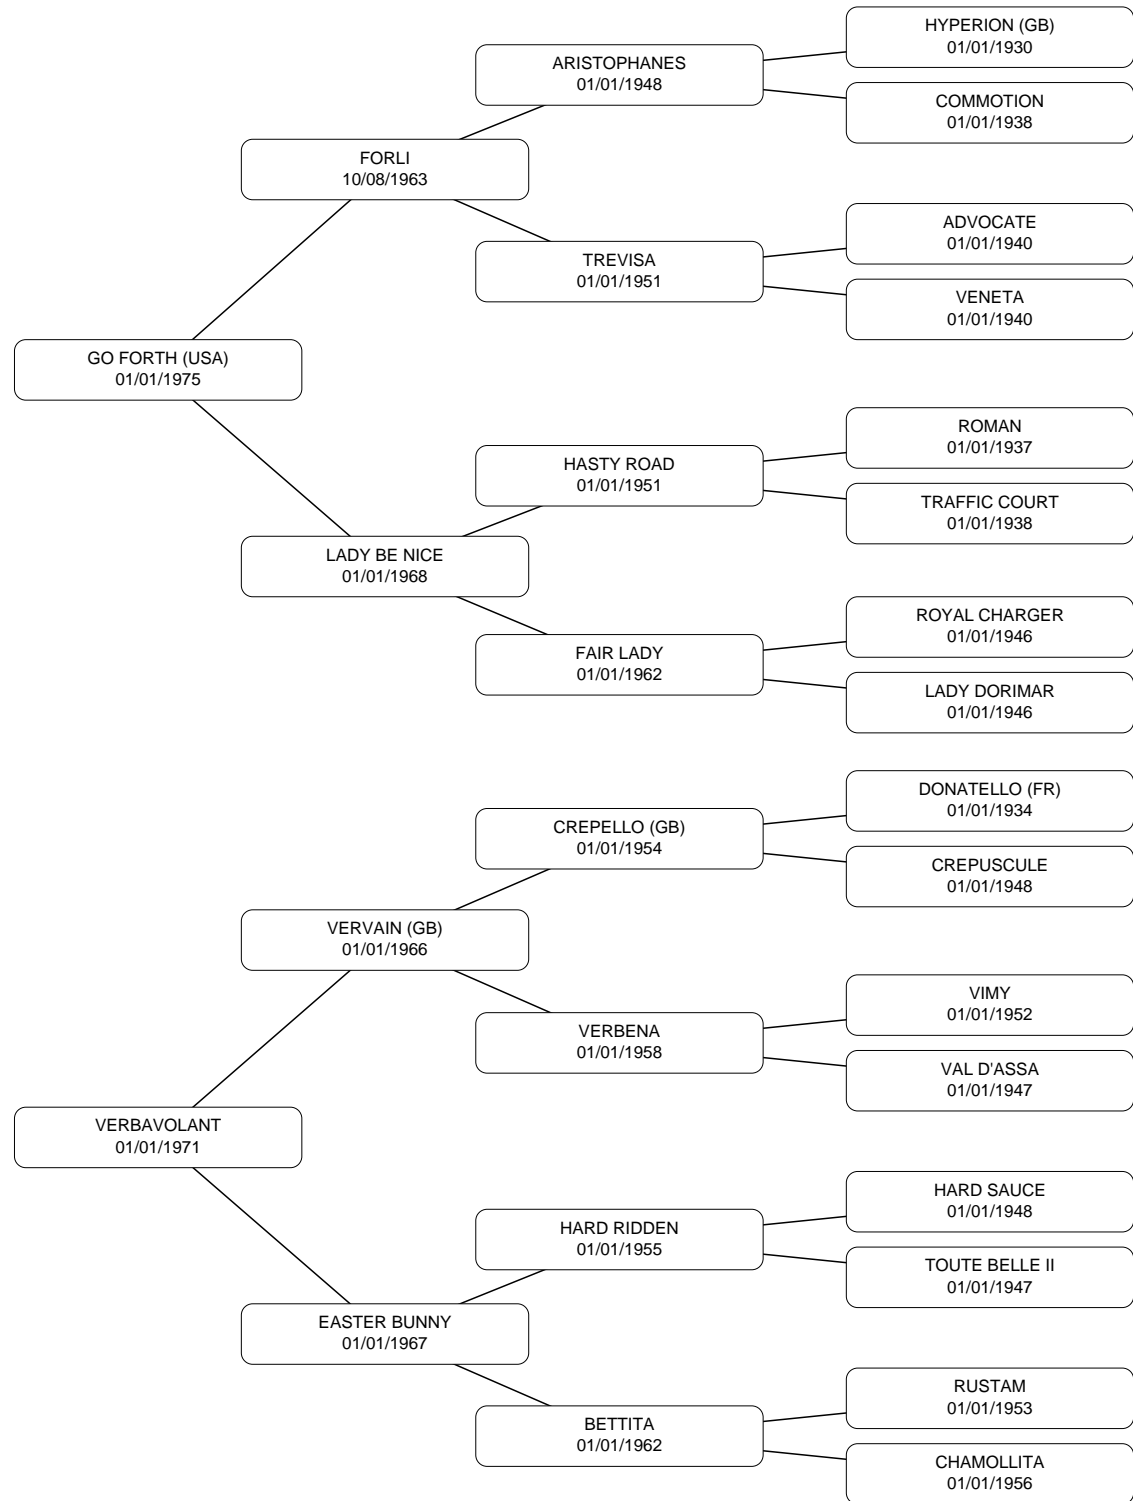 HYPERION (GB)
01/01/1930
ARISTOPHANES
01/01/1948
COMMOTION
01/01/1938
FORLI
10/08/1963
ADVOCATE
01/01/1940
TREVISA
01/01/1951
VENETA
01/01/1940
GO FORTH (USA)
01/01/1975
ROMAN
01/01/1937
HASTY ROAD
01/01/1951
TRAFFIC COURT
01/01/1938
LADY BE NICE
01/01/1968
ROYAL CHARGER
01/01/1946
FAIR LADY
01/01/1962
LADY DORIMAR
01/01/1946
DONATELLO (FR)
01/01/1934
CREPELLO (GB)
01/01/1954
CREPUSCULE
01/01/1948
VERVAIN (GB)
01/01/1966
VIMY
01/01/1952
VERBENA
01/01/1958
VAL D'ASSA
01/01/1947
VERBAVOLANT
01/01/1971
HARD SAUCE
01/01/1948
HARD RIDDEN
01/01/1955
TOUTE BELLE II
01/01/1947
EASTER BUNNY
01/01/1967
RUSTAM
01/01/1953
BETTITA
01/01/1962
CHAMOLLITA
01/01/1956